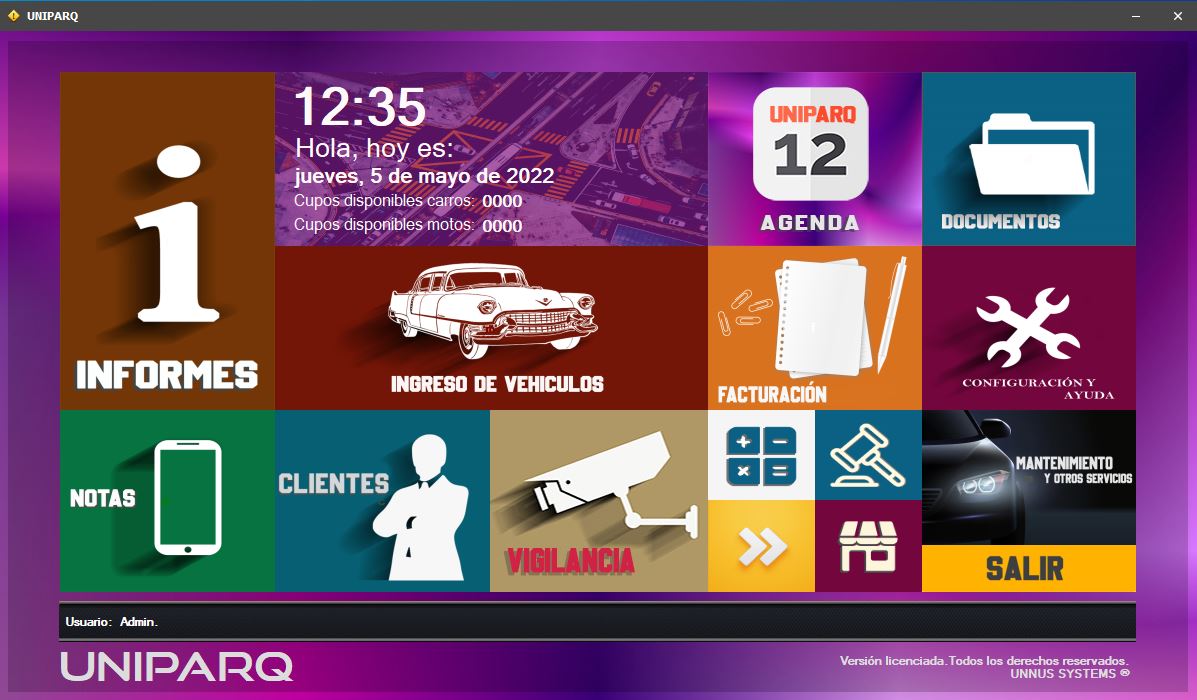 UNIPARQ
12:35
Hola, hoy es:
jueves, 5 de mayo de 2022
Cupos disponibles carros: 0000
Cupos disponibles motos: 0000
UNIPARQ
12
AGENDA
DOCUMENTOS
INFORMES
INGRESO DE VEHICULOS
FACTURACIÓN
CONFIGURACIÓN Y
AYUDA
NOTAS
CLIENTES
VIGILANCIA
MANTENIMIENTO
Y OTROS SERVICIOS
SALIR
Usuario: Admin.
UNIPARQ
Versión licenciada.Todos los derechos reservados.
UNNUS SYSTEMS ®